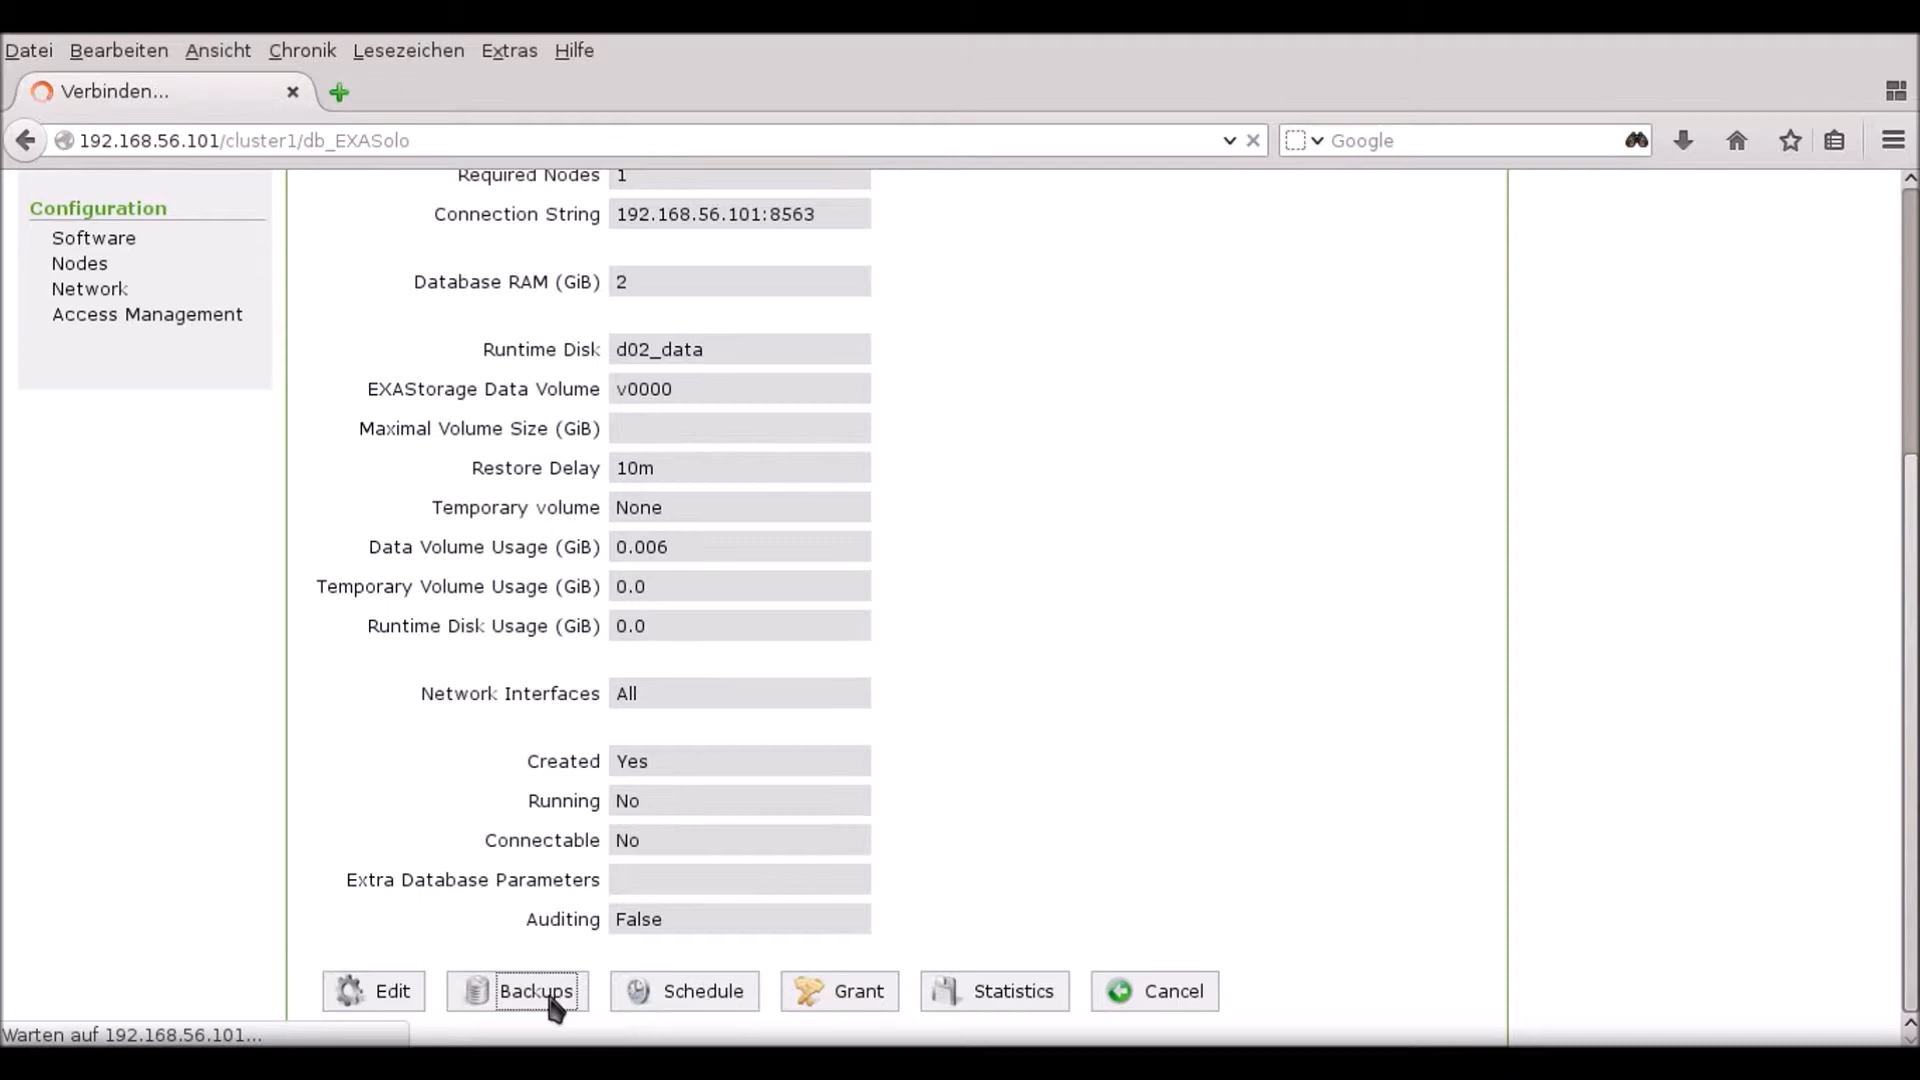 Datei Bearbeiten Ansicht Chronik Lesezeichen Extras Hilfe
Verbinden...
192.168.56.101/cluster1/db_EXASolo
Google
Configuration
Software
Nodes
Network
Access Management
Required Nodes 1
Connection String 192.168.56.101:8563
Database RAM (GiB) 2
Runtime Disk d02_data
EXAStorage Data Volume v0000
Maximal Volume Size (GiB)
Restore Delay 10m
Temporary volume None
Data Volume Usage (GiB) 0.006
Temporary Volume Usage (GiB) 0.0
Runtime Disk Usage (GiB) 0.0
Network Interfaces All
Created Yes
Running No
Connectable No
Extra Database Parameters
Auditing False
Edit Backups Schedule Grant Statistics Cancel
Warten auf 192.168.56.101...